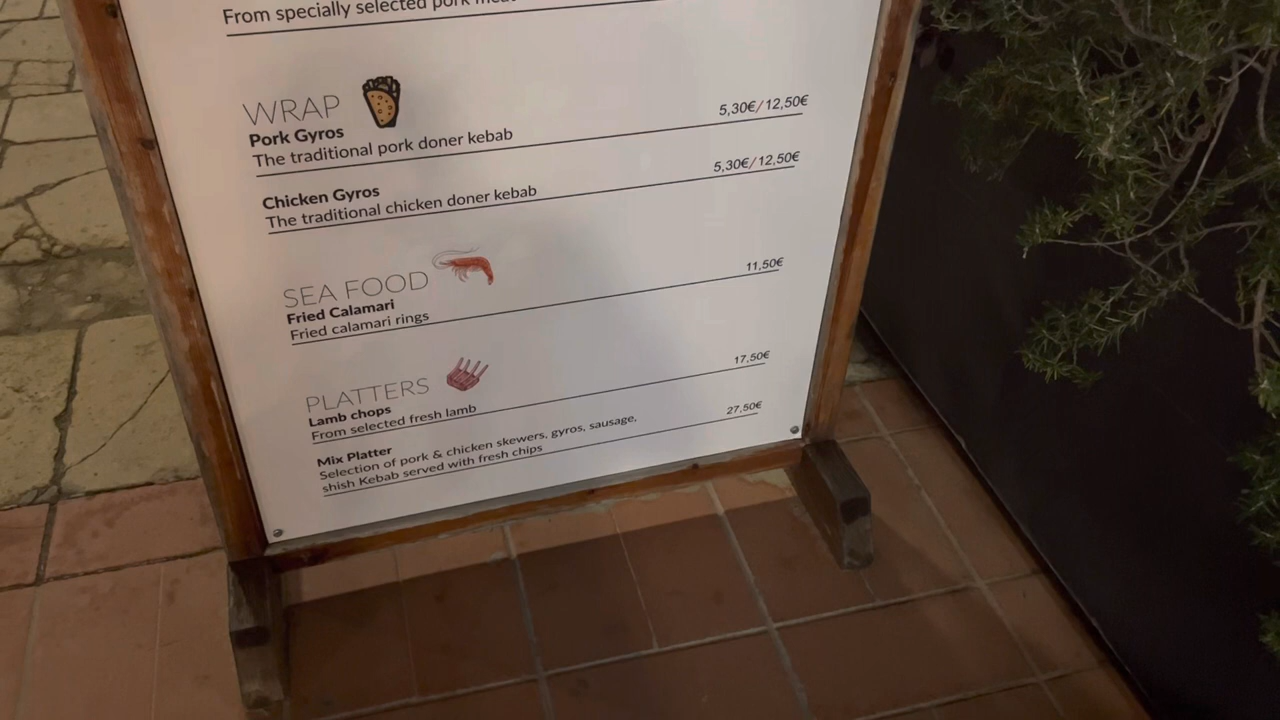 From specially selected pork meat
WRAP
Pork Gyros
The traditional pork doner kebab
5,30€/12,50€
Chicken Gyros
The traditional chicken doner kebab
5,30€/12,50€
SEA FOOD
Fried Calamari
Fried calamari rings
11,50€
PLATTERS
Lamb chops
From selected fresh lamb
17,50€
Mix Platter
Selection of pork & chicken skewers, gyros, sausage,
shish Kebab served with fresh chips
27,50€